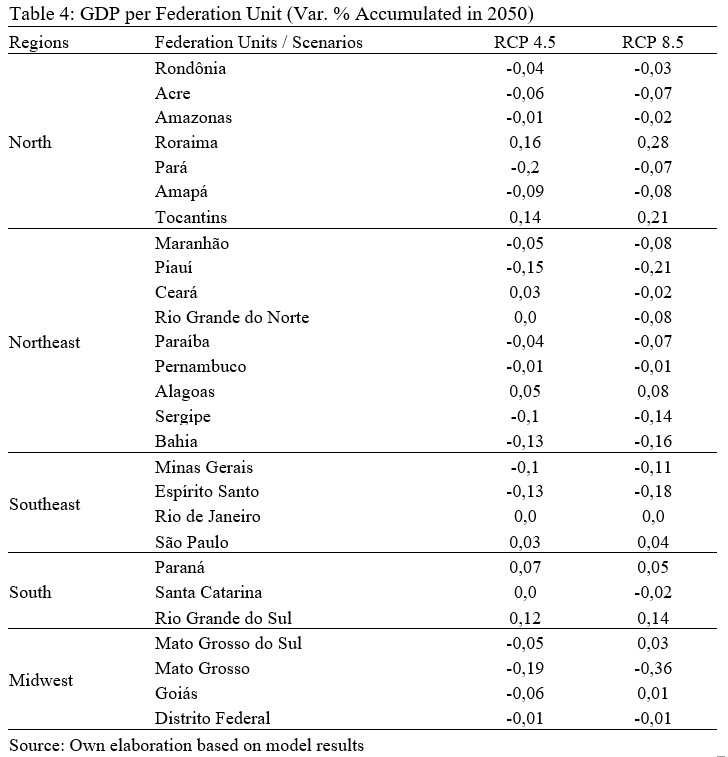 Table 4: GDP per Federation Unit (Var. % Accumulated in 2050)
Regions Federation Units / Scenarios RCP 4.5 RCP 8.5
Rondônia -0,04 -0,03
Acre -0,06 -0,07
Amazonas -0,01 -0,02
North Roraima 0,16 0,28
Pará -0,2 -0,07
Amapá -0,09 -0,08
Tocantins 0,14 0,21
Maranhão -0,05 -0,08
Piauí -0,15 -0,21
Ceará 0,03 -0,02
Rio Grande do Norte 0,0 -0,08
Northeast Paraíba -0,04 -0,07
Pernambuco -0,01 -0,01
Alagoas 0,05 0,08
Sergipe -0,1 -0,14
Bahia -0,13 -0,16
Minas Gerais -0,1 -0,11
Southeast Espírito Santo -0,13 -0,18
Rio de Janeiro 0,0 0,0
São Paulo 0,03 0,04
Paraná 0,07 0,05
South Santa Catarina 0,0 -0,02
Rio Grande do Sul 0,12 0,14
Mato Grosso do Sul -0,05 0,03
Midwest Mato Grosso -0,19 -0,36
Goiás -0,06 0,01
Distrito Federal -0,01 -0,01
Source: Own elaboration based on model results